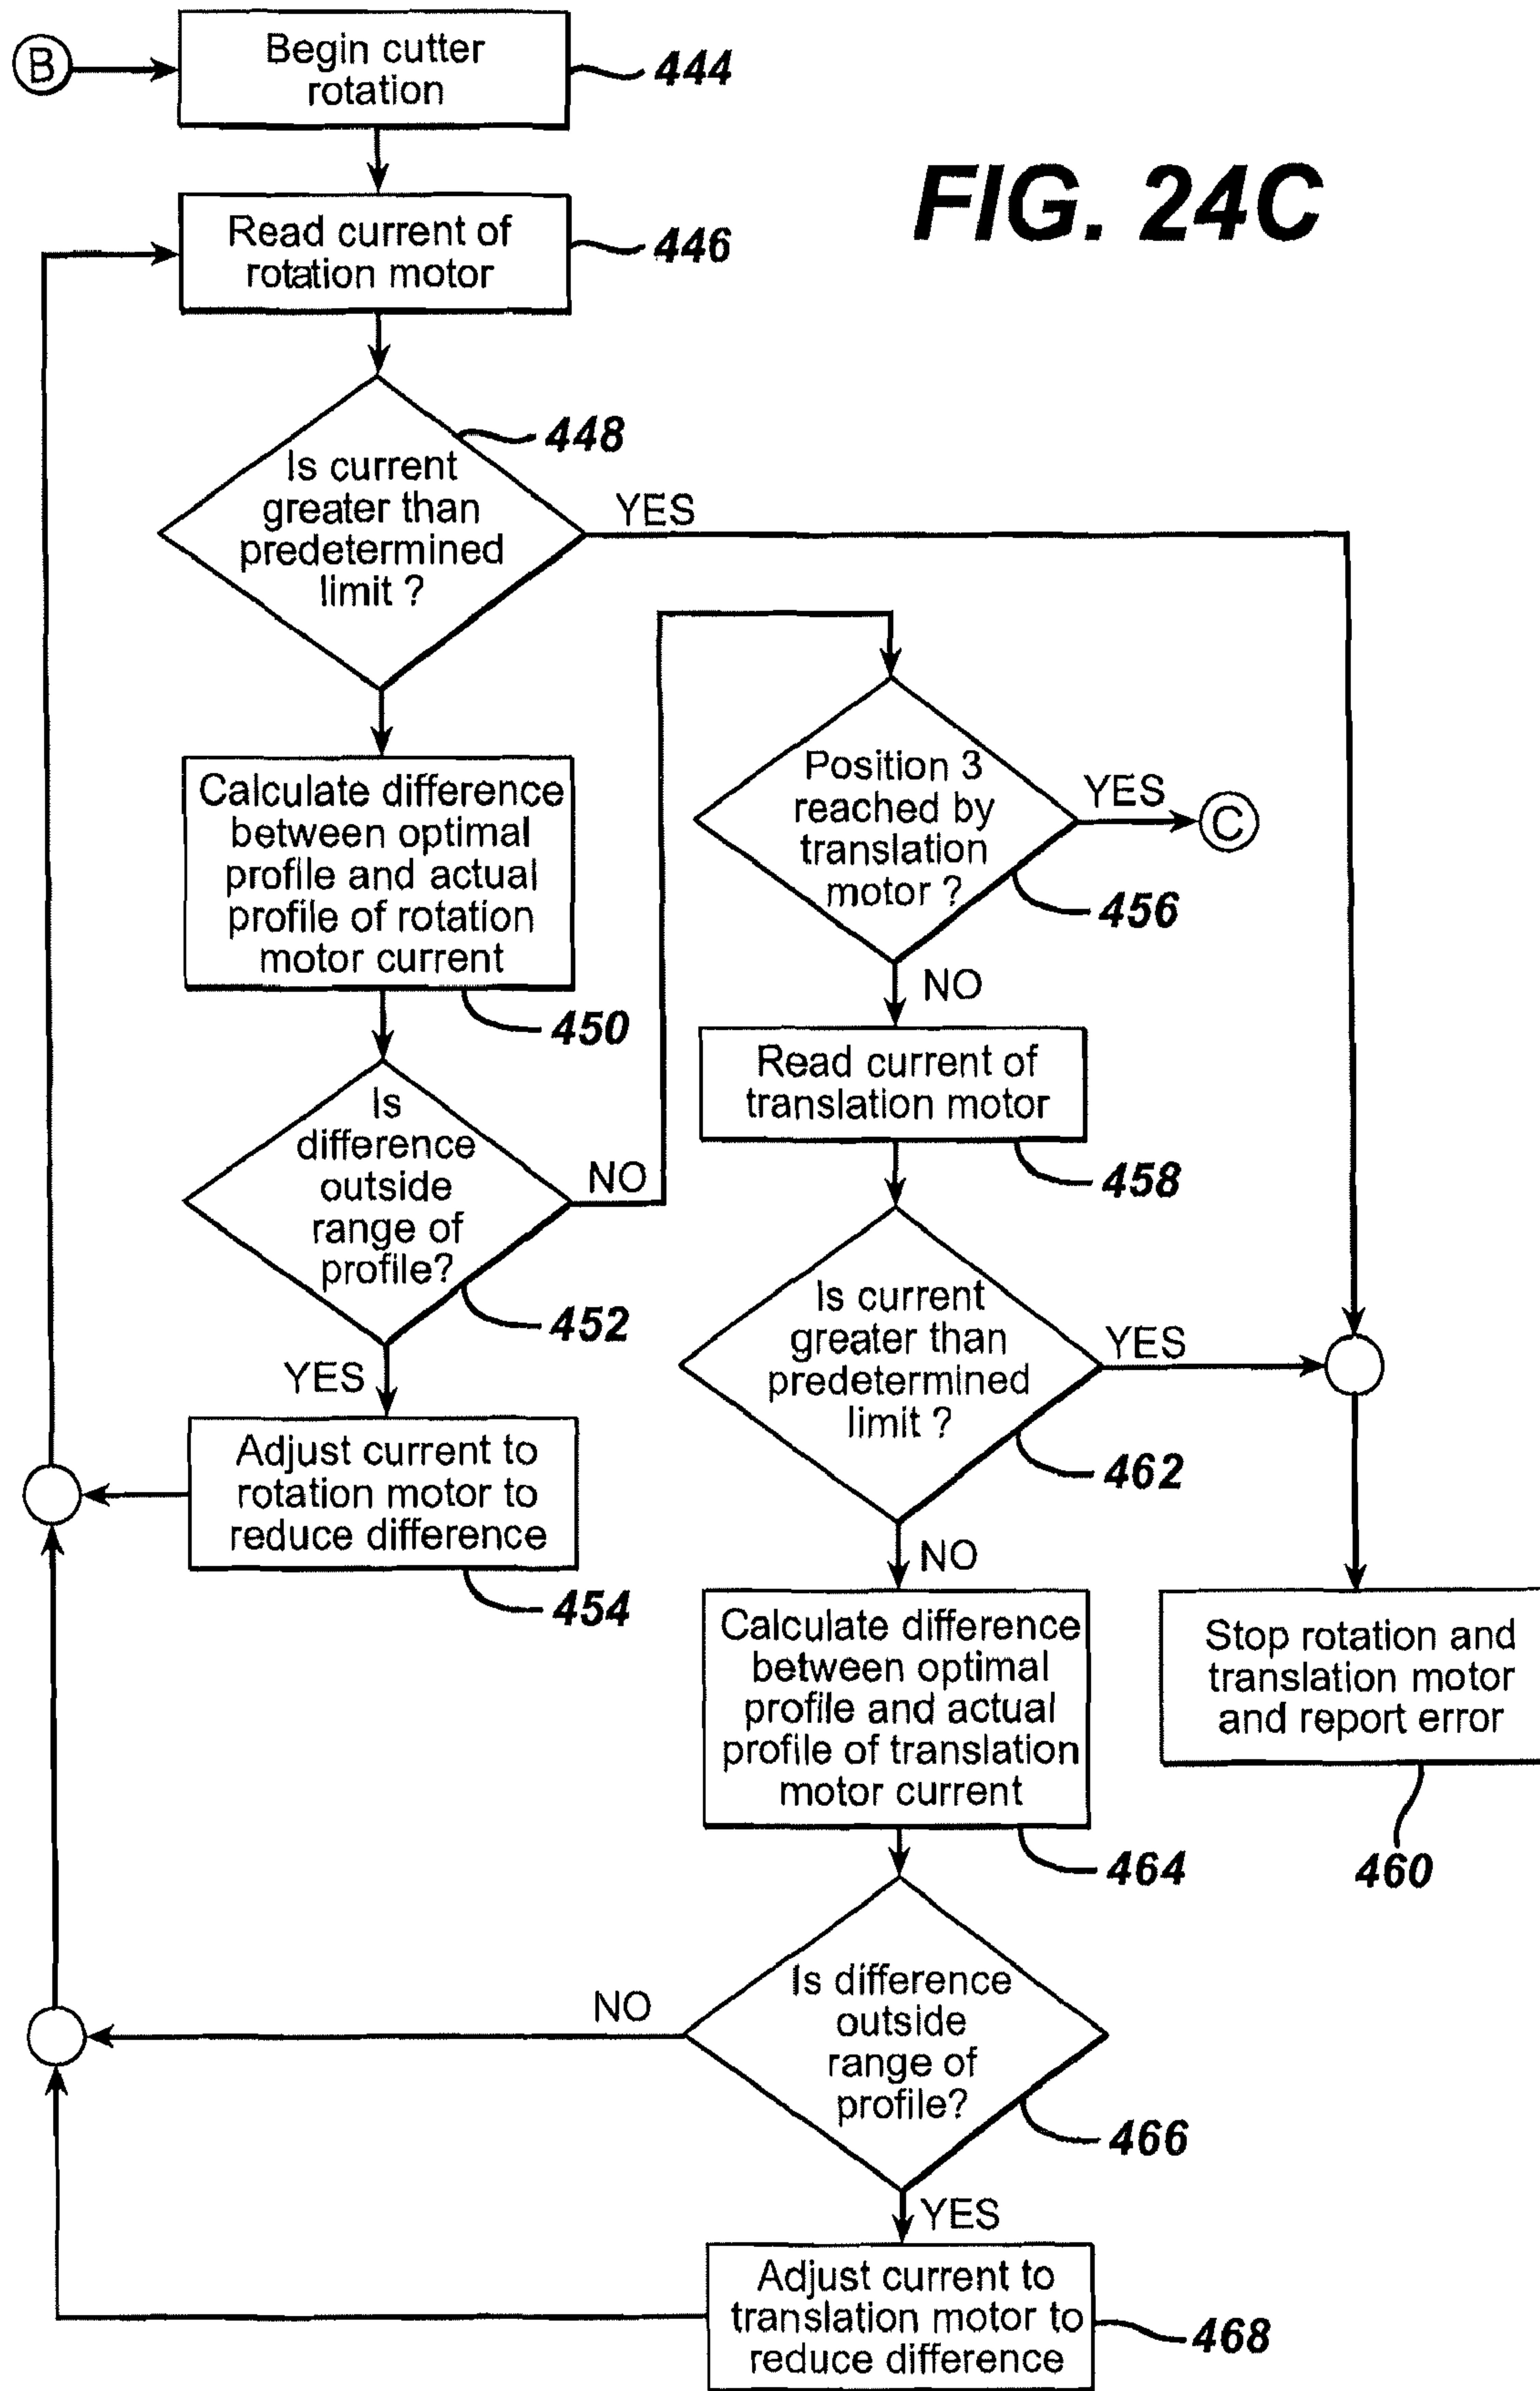 B
Begin cutter
rotation
444
FIG. 24C
Read current of
rotation motor
446
448
Is current
greater than
predetermined
limit ?
YES
Calculate difference
between optimal
profile and actual
profile of rotation
motor current
450
Is
difference
outside
range of
profile?
NO
452
YES
Adjust current to
rotation motor to
reduce difference
454
Position 3
reached by
translation
motor ?
YES
C
456
NO
Read current of
translation motor
458
Is current
greater than
predetermined
limit ?
YES
462
NO
Calculate difference
between optimal
profile and actual
profile of translation
motor current
464
Stop rotation and
translation motor
and report error
460
Is difference
outside
range of
profile?
NO
466
YES
Adjust current to
translation motor to
reduce difference
468